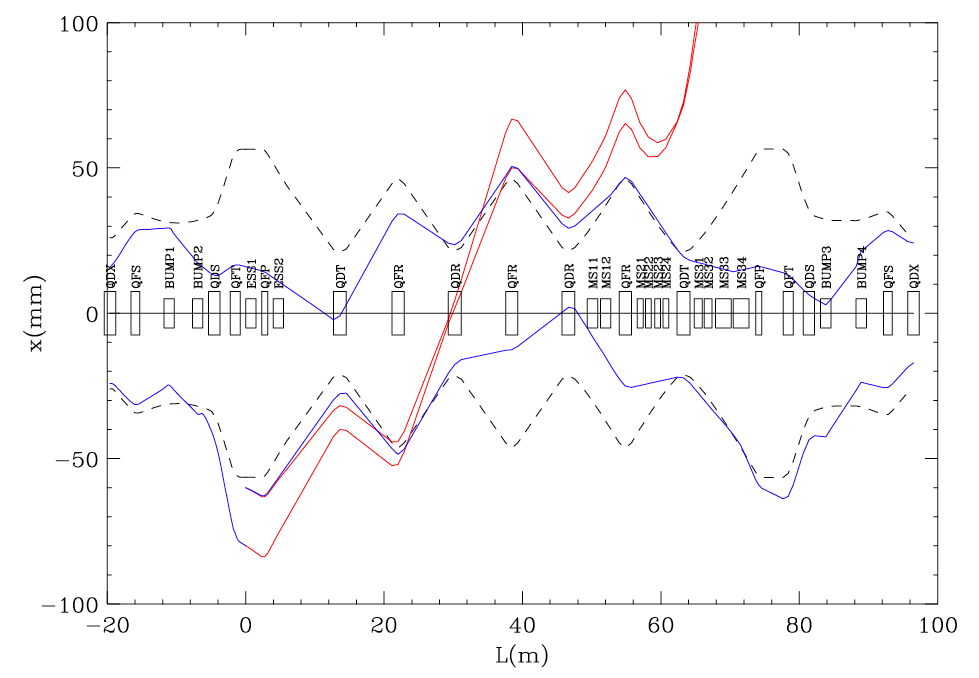 100
50
0
−50
−100
x(mm)
QDX
QFS
BUMP1
BUMP2
QDS
QFT
ESS1
QFP
ESS2
QDT
QFR
QDR
QFR
QDR
MS11
MS12
QFR
MS21
MS22
MS23
MS24
QDT
MS31
MS32
MS33
MS34
QFP
QFT
QDS
BUMP3
BUMP4
QFS
QDX
−20
0
20
40
60
80
100
L(m)